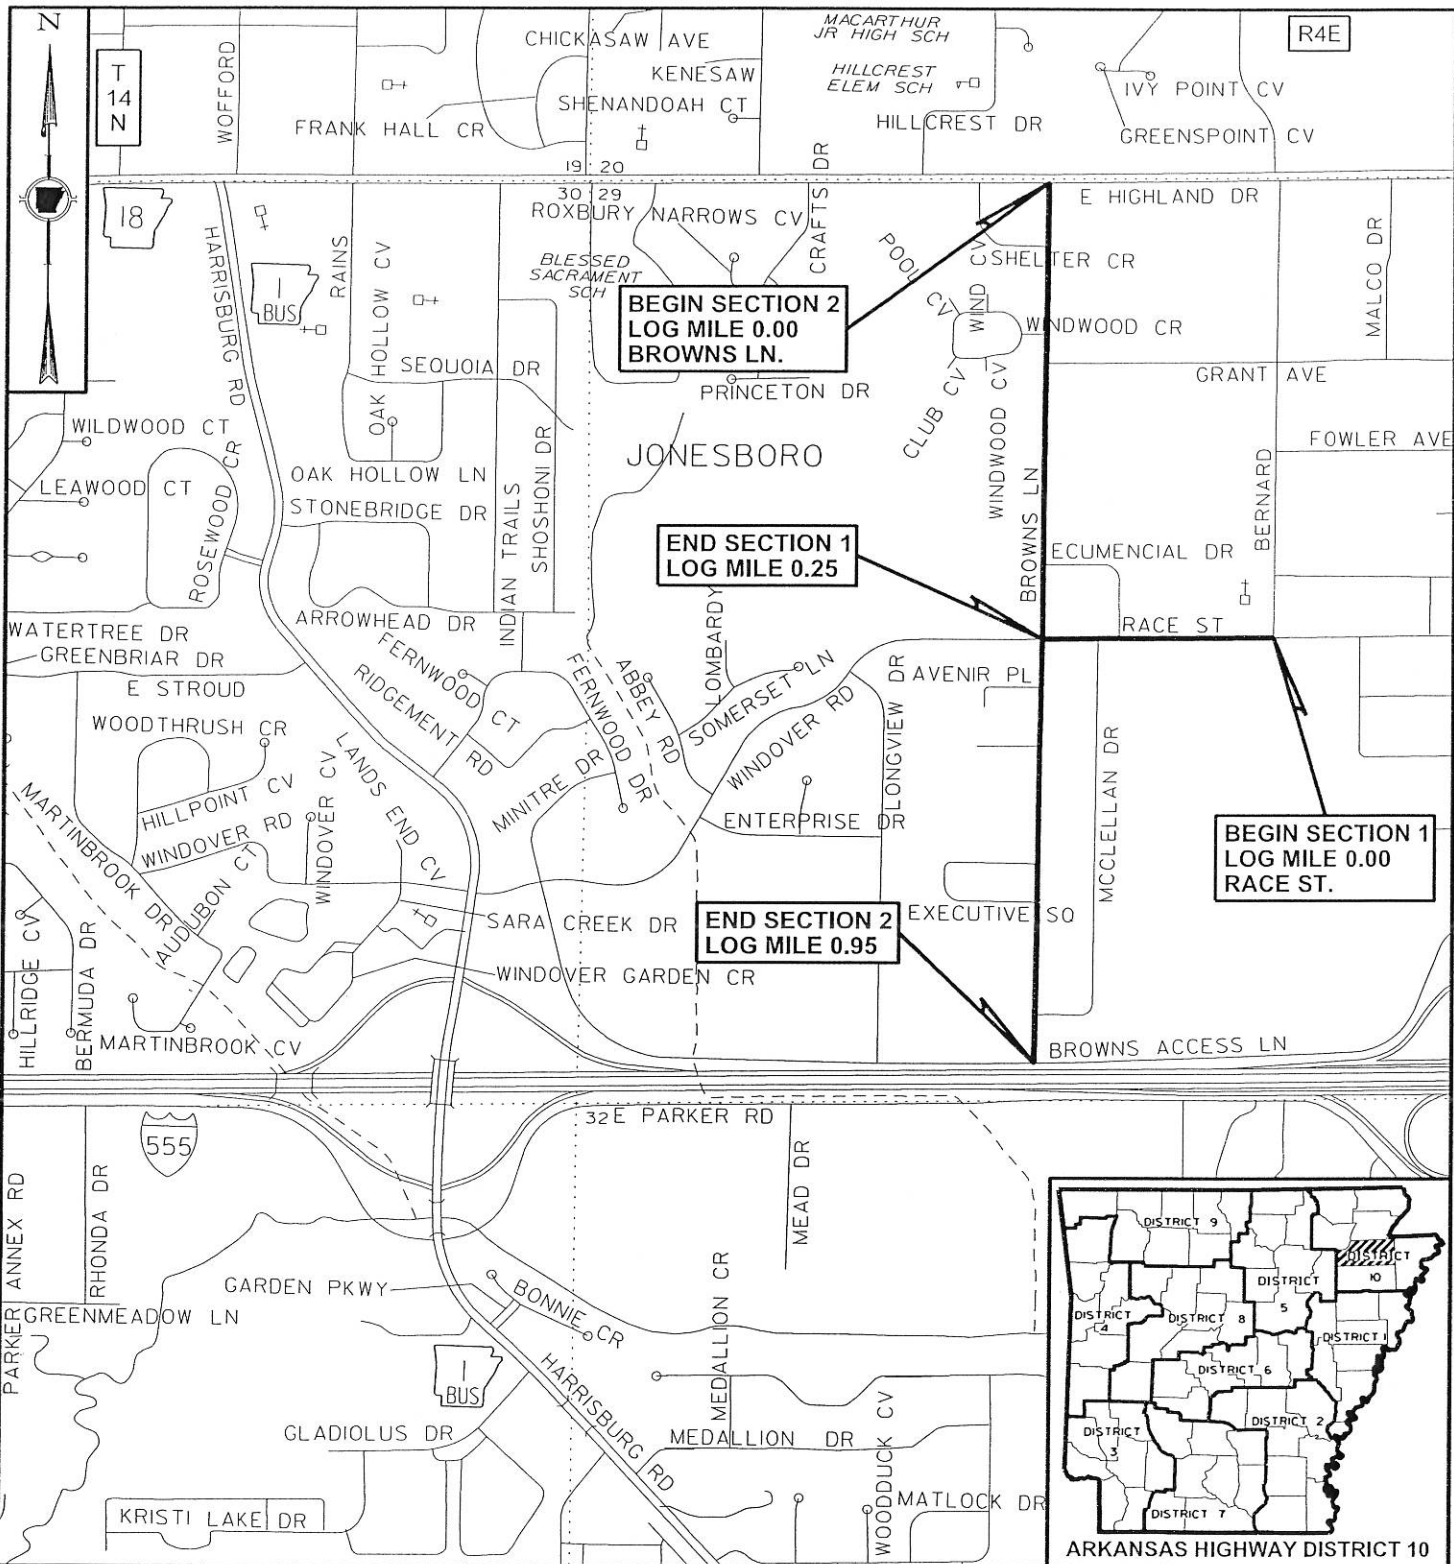 N
T
14
N
R4E
WOFFORD
CHICKASAW AVE
KENESAW
SHENANDOAH CT
FRANK HALL CR
MACARTHUR
JR HIGH SCH
HILLCREST
ELEM SCH
HILLCREST DR
IVY POINT CV
GREENSPOINT CV
19 20
30 29
18
1
BUS
HARRISBURG RD
RAINS
OAK HOLLOW CV
ROXBURY
NARROWS CV
CRAFTS DR
BLESSED
SACRAMENT
SCH
E HIGHLAND DR
POOL CV
WIND CV
SHELTER CR
WINDWOOD CR
MALCO DR
BEGIN SECTION 2
LOG MILE 0.00
BROWNS LN.
SEQUOIA DR
PRINCETON DR
CLUB CV
WINDWOOD CV
GRANT AVE
WILDWOOD CT
LEAWOOD CT
ROSEWOOD CR
OAK HOLLOW LN
STONEBRIDGE DR
INDIAN TRAILS
SHOSHONI DR
JONESBORO
BROWNS LN
BERNARD
FOWLER AVE
END SECTION 1
LOG MILE 0.25
ECUMENCIAL DR
RACE ST
WATERTREE DR
GREENBRIAR DR
E STROUD
ARROWHEAD DR
FERNWOOD CT
RIDGEMENT RD
FERNWOOD DR
ABBEY RD
LOMBARDY
SOMERSET LN
WINDOVER RD
LONGVIEW DR
AVENIR PL
WOODTHRUSH CR
HILLPOINT CV
WINDOVER RD
WINDOVER CV
LANDS END CV
MINITRE DR
ENTERPRISE DR
MCCLELLAN DR
BEGIN SECTION 1
LOG MILE 0.00
RACE ST.
MARTINBROOK DR
AUDUBON CT
SARA CREEK DR
END SECTION 2
LOG MILE 0.95
EXECUTIVE SQ
HILLRIDGE CV
BERMUDA DR
WINDOVER GARDEN CR
MARTINBROOK CV
BROWNS ACCESS LN
555
32
E PARKER RD
PARKER ANNEX RD
RHONDA DR
MEAD DR
GARDEN PKWY
BONNIE CR
GREENMEADOW LN
MEDALLION CR
1
BUS
HARRISBURG RD
GLADIOLUS DR
MEDALLION DR
WOODDUCK CV
KRISTI LAKE DR
MATLOCK DR
DISTRICT 9
DISTRICT
10
DISTRICT
5
DISTRICT
4
DISTRICT 8
DISTRICT 1
DISTRICT 6
DISTRICT
3
DISTRICT 2
DISTRICT 7
ARKANSAS HIGHWAY DISTRICT 10